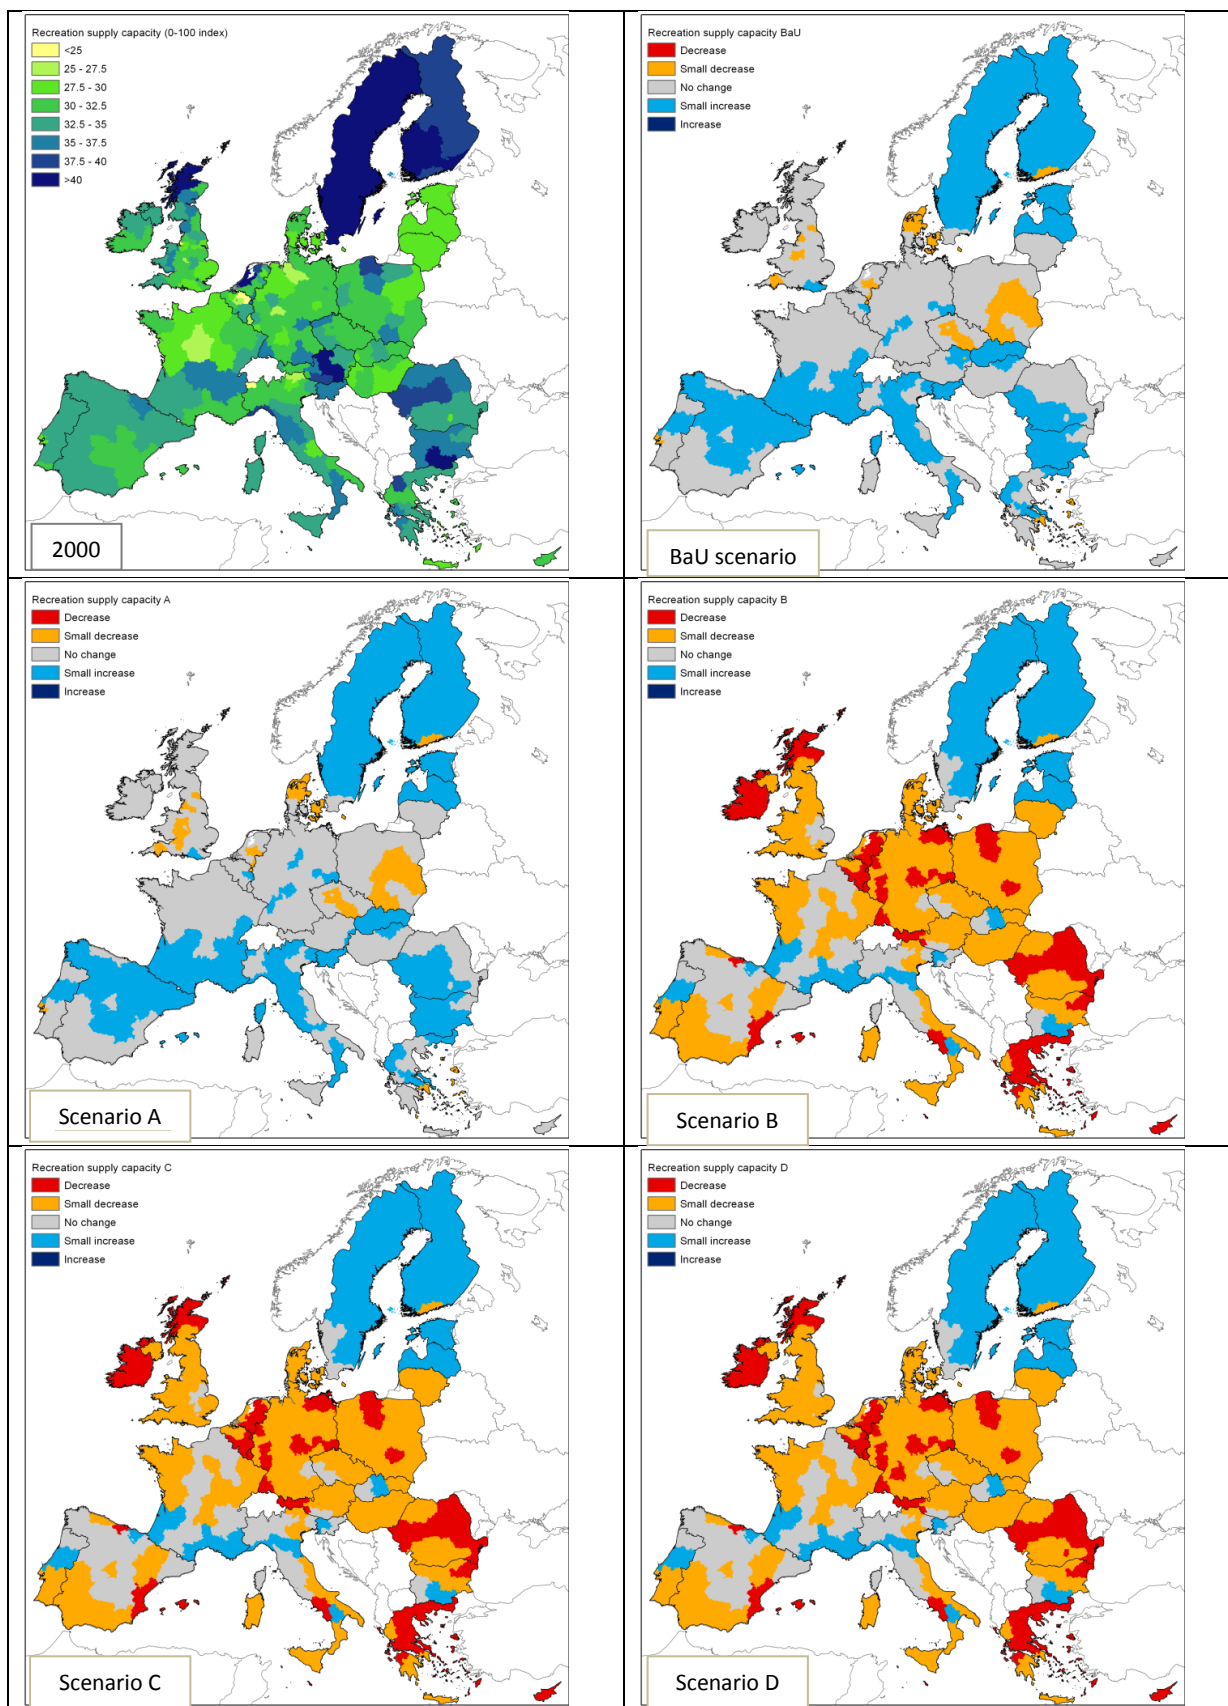 Recreation supply capacity (0-100 index)
<25
25 - 27.5
27.5 - 30
30 - 32.5
32.5 - 35
35 - 37.5
37.5 - 40
>40
2000
Recreation supply capacity BaU
Decrease
Small decrease
No change
Small increase
Increase
BaU scenario
Recreation supply capacity A
Decrease
Small decrease
No change
Small increase
Increase
Scenario A
Recreation supply capacity B
Decrease
Small decrease
No change
Small increase
Increase
Scenario B
Recreation supply capacity C
Decrease
Small decrease
No change
Small increase
Increase
Scenario C
Recreation supply capacity D
Decrease
Small decrease
No change
Small increase
Increase
Scenario D